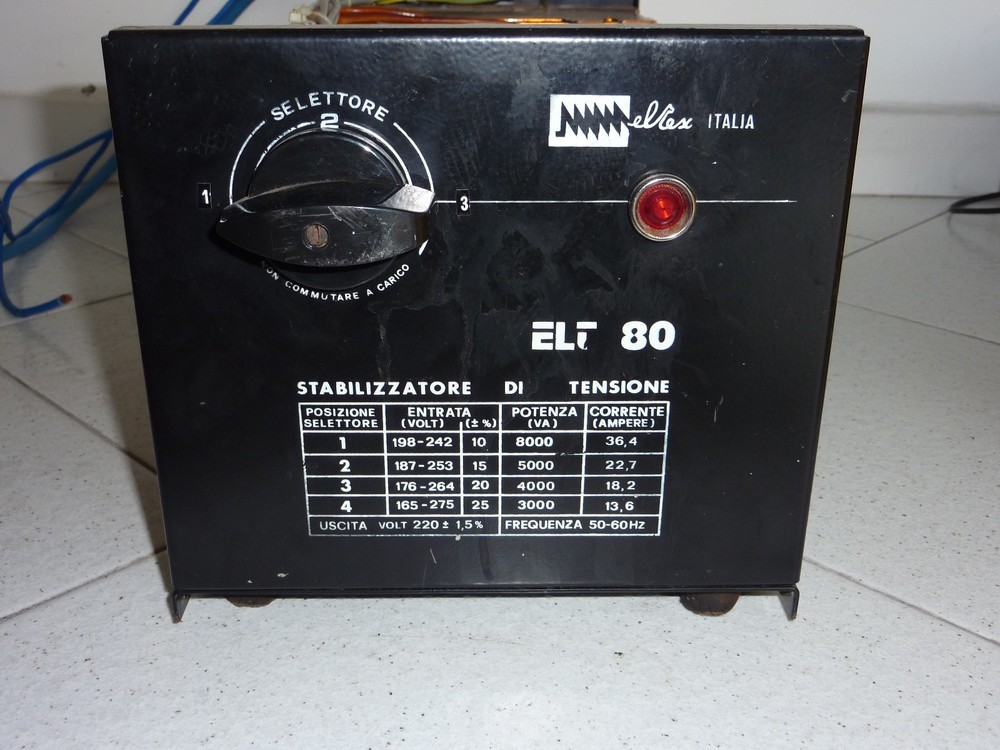 SELETTORE
2
1
3
COMMUTARE A CARICO
eltex ITALIA
ELT 80
STABILIZZATORE DI TENSIONE
POSIZIONE SELETTORE ENTRATA (VOLT) (± %) POTENZA (VA) CORRENTE (AMPERE)
1 198-242 10 8000 36,4
2 187-253 15 5000 22,7
3 176-264 20 4000 18,2
4 165-275 25 3000 13,6
USCITA VOLT 220 ± 1,5% FREQUENZA 50-60Hz